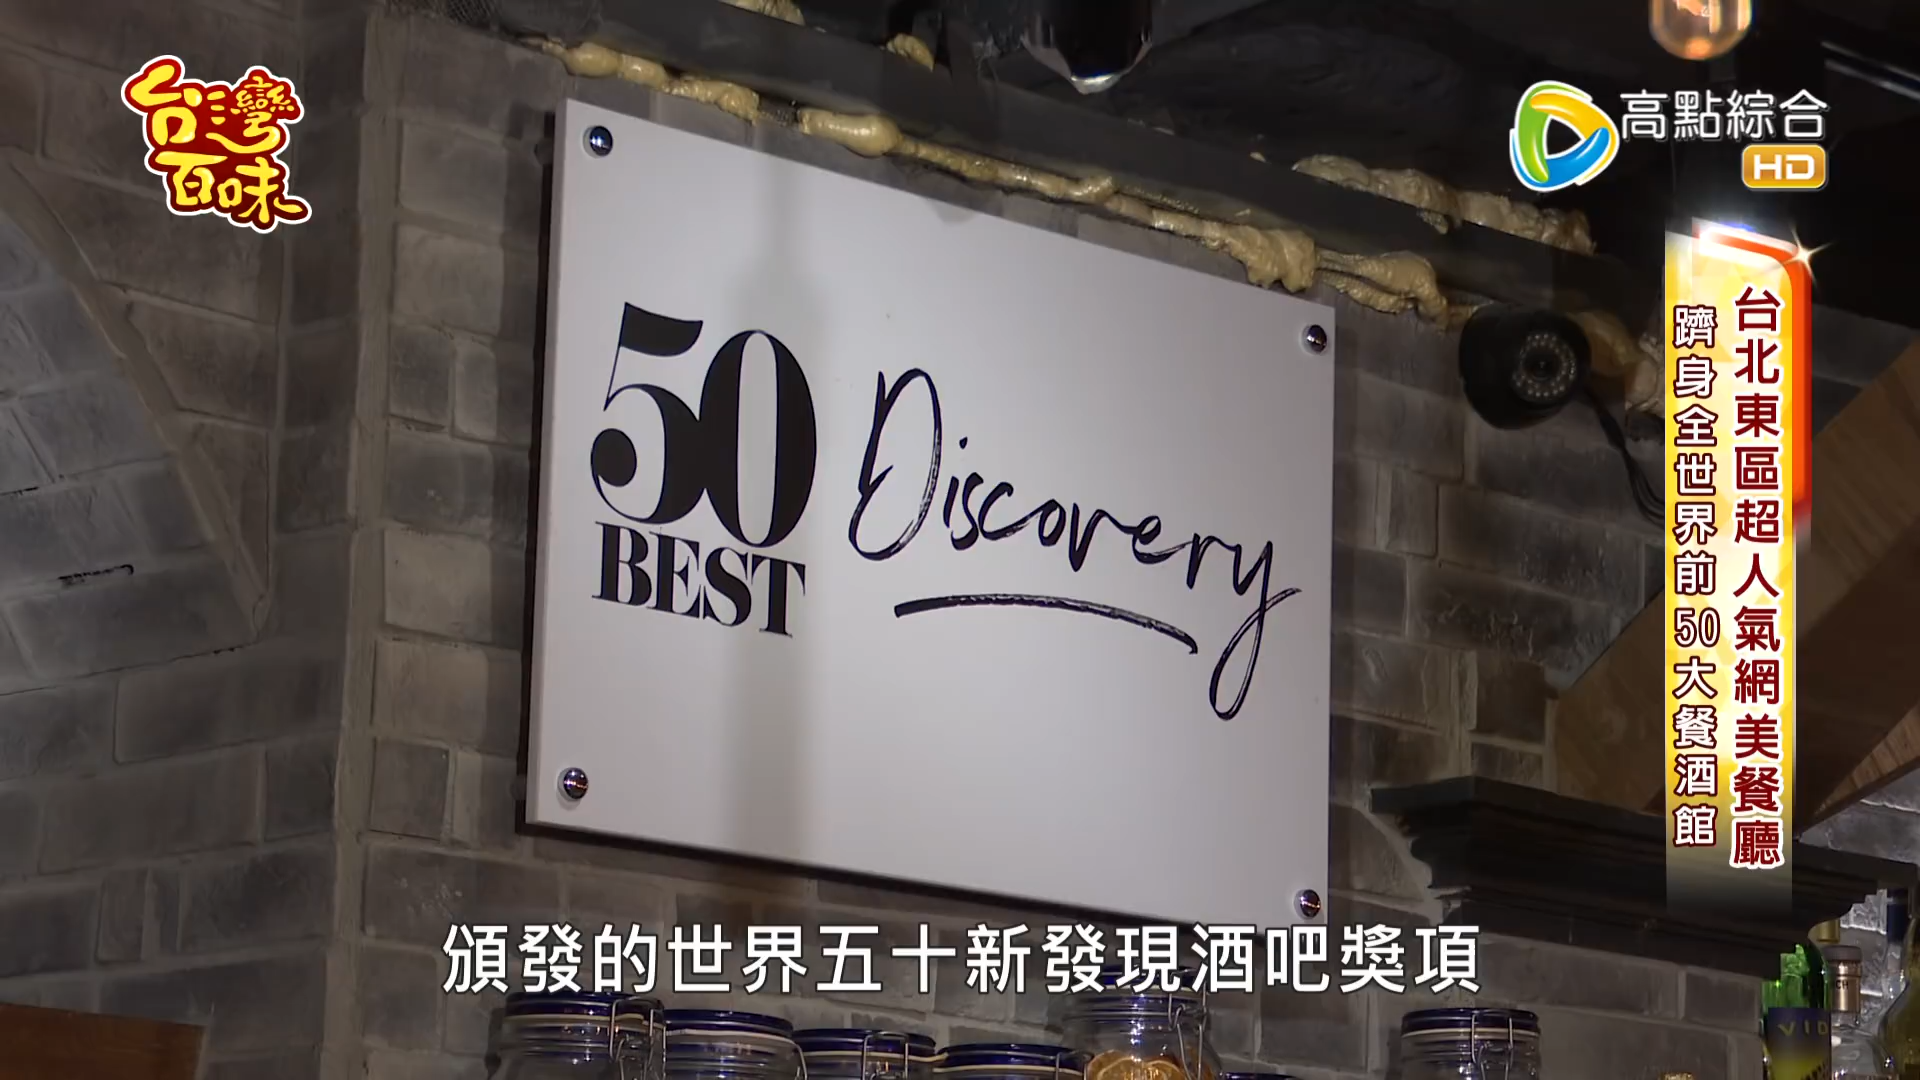 台灣
百味
高點綜合
HD
台北東區超人氣網美餐廳
躋身全世界前50大餐酒館
50
BEST
Discovery
頒發的世界五十新發現酒吧獎項
VID